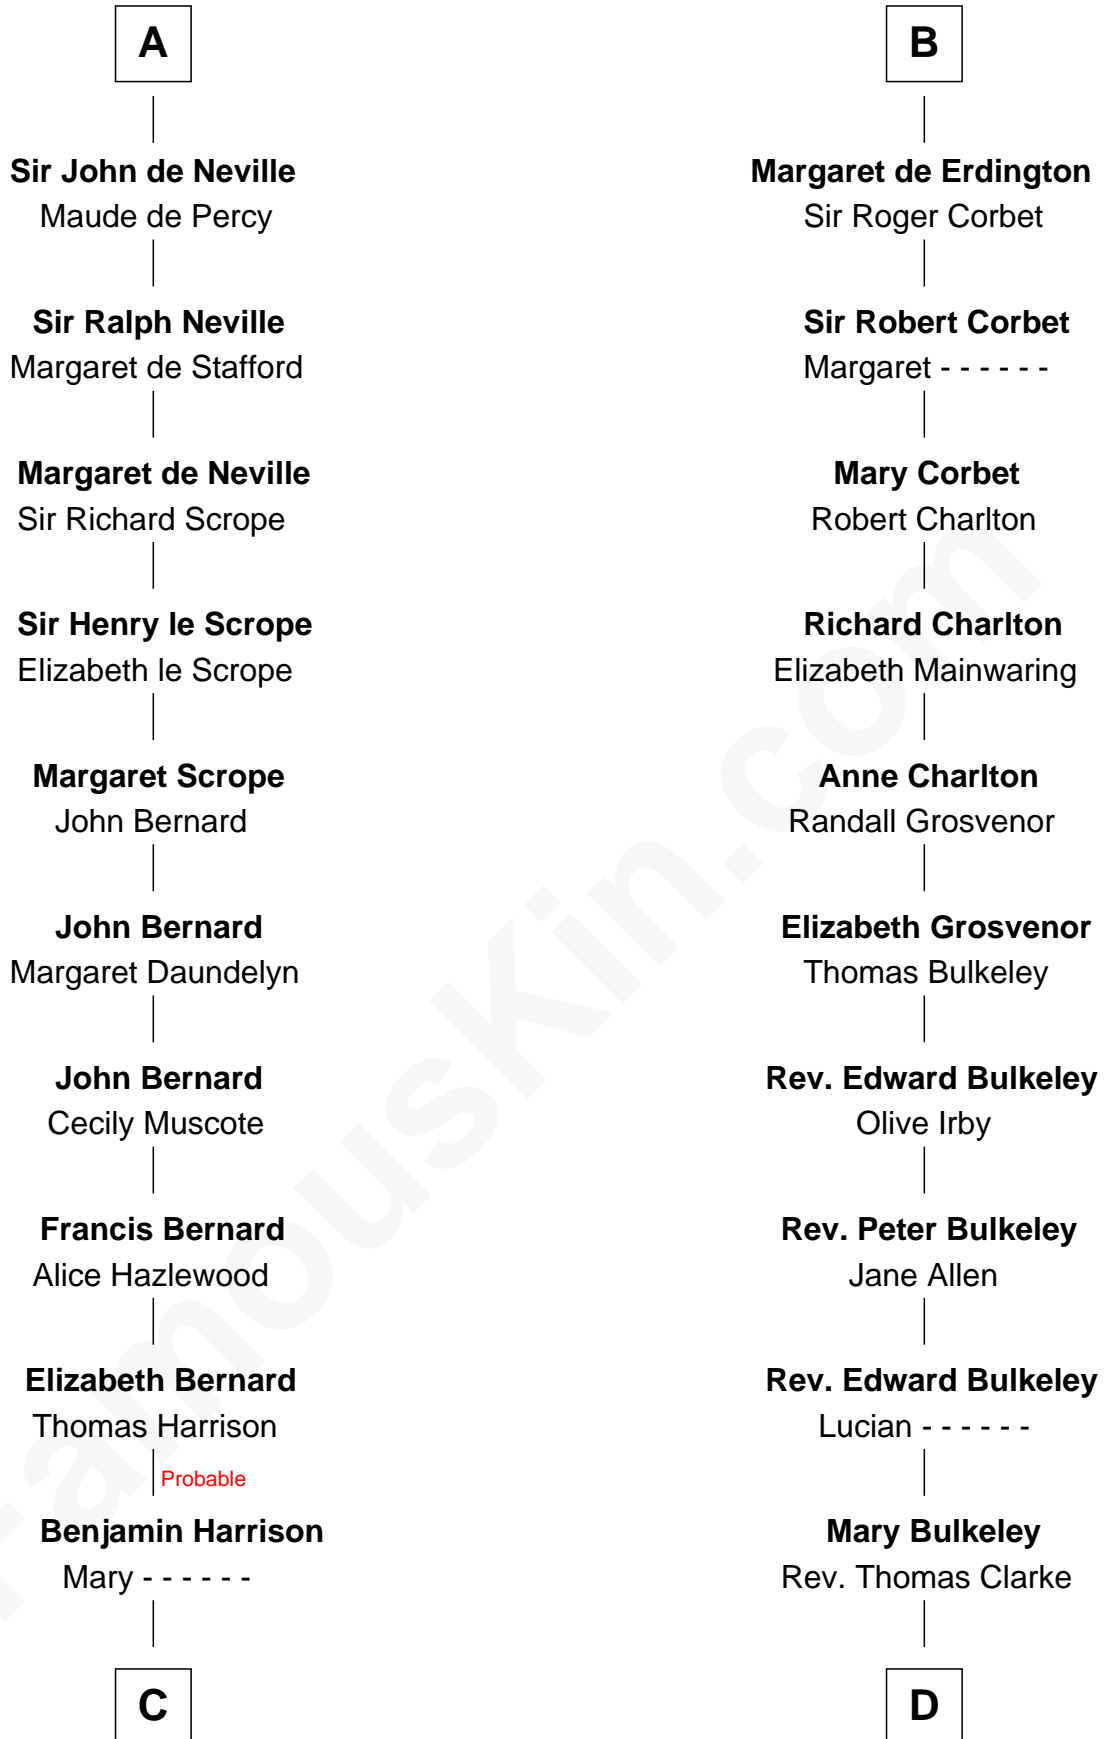 A
Sir John de Neville
Maude de Percy
Sir Ralph Neville
Margaret de Stafford
Margaret de Neville
Sir Richard Scrope
Sir Henry le Scrope
Elizabeth le Scrope
Margaret Scrope
John Bernard
John Bernard
Margaret Daundelyn
John Bernard
Cecily Muscote
Francis Bernard
Alice Hazlewood
Elizabeth Bernard
Thomas Harrison
Probable
Benjamin Harrison
Mary - - - - - -
C
B
Margaret de Erdington
Sir Roger Corbet
Sir Robert Corbet
Margaret - - - - - -
Mary Corbet
Robert Charlton
Richard Charlton
Elizabeth Mainwaring
Anne Charlton
Randall Grosvenor
Elizabeth Grosvenor
Thomas Bulkeley
Rev. Edward Bulkeley
Olive Irby
Rev. Peter Bulkeley
Jane Allen
Rev. Edward Bulkeley
Lucian - - - - - -
Mary Bulkeley
Rev. Thomas Clarke
D
FamousKin.com